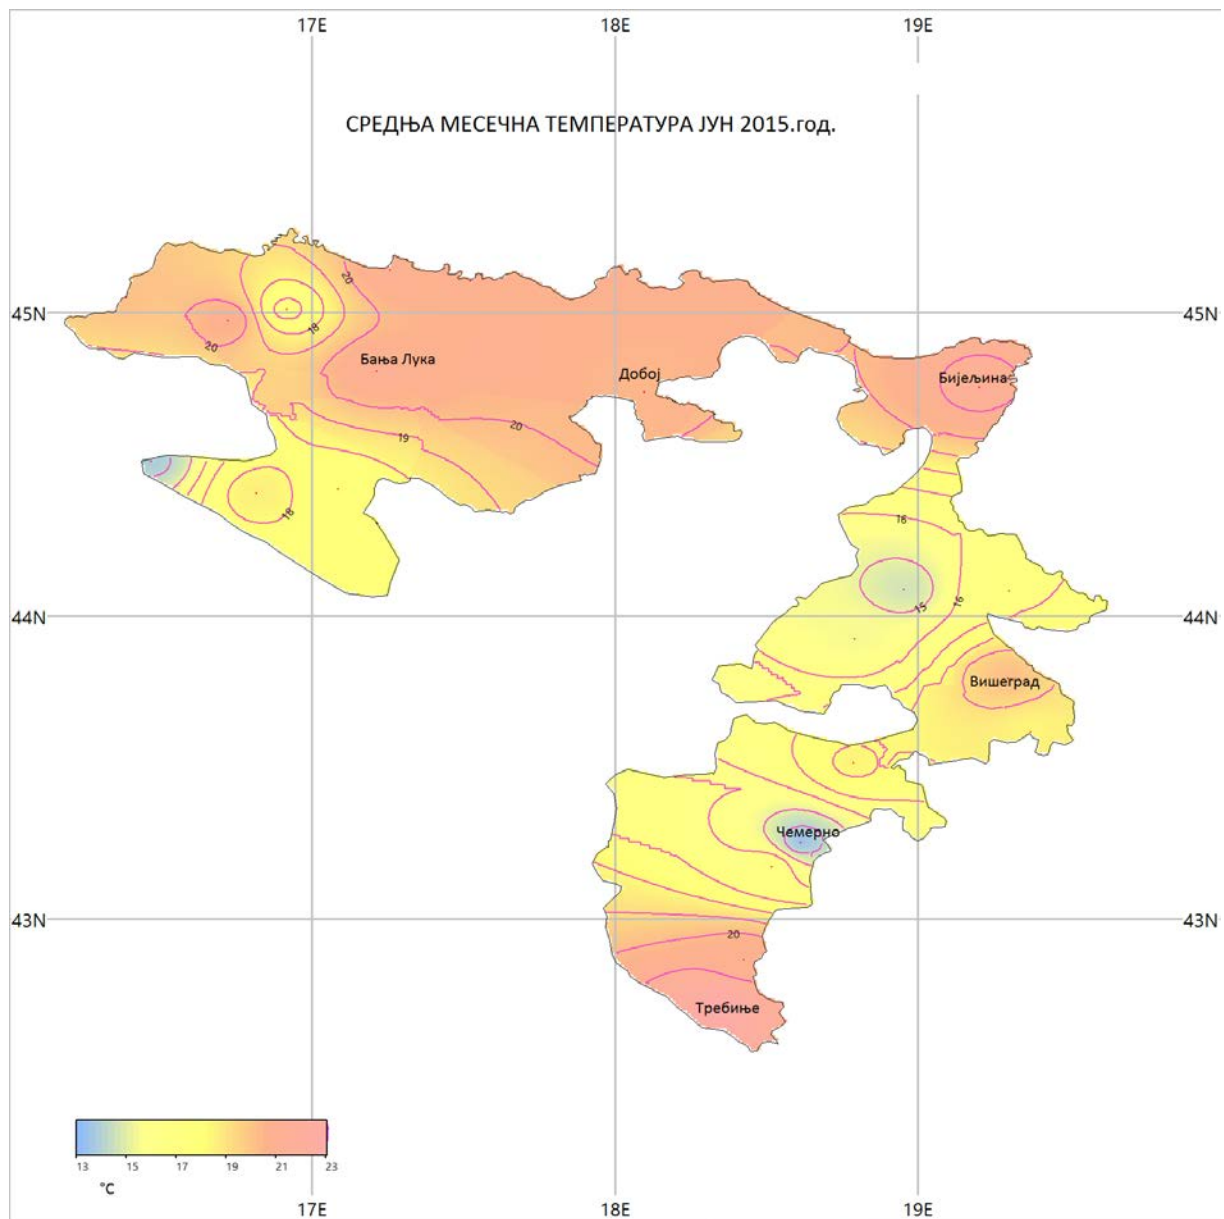 17E 18E 19E
СРЕДЊА МЕСЕЧНА ТЕМПЕРАТУРА ЈУН 2015.год.
20
45N 45N
18
20
Бања Лука
Добој
Бијељина
20
19
18
16
15
16
44N 44N
Вишеград
Чемерно
43N 43N
20
Требиње
13 15 17 19 21 23
°C
17E 18E 19E